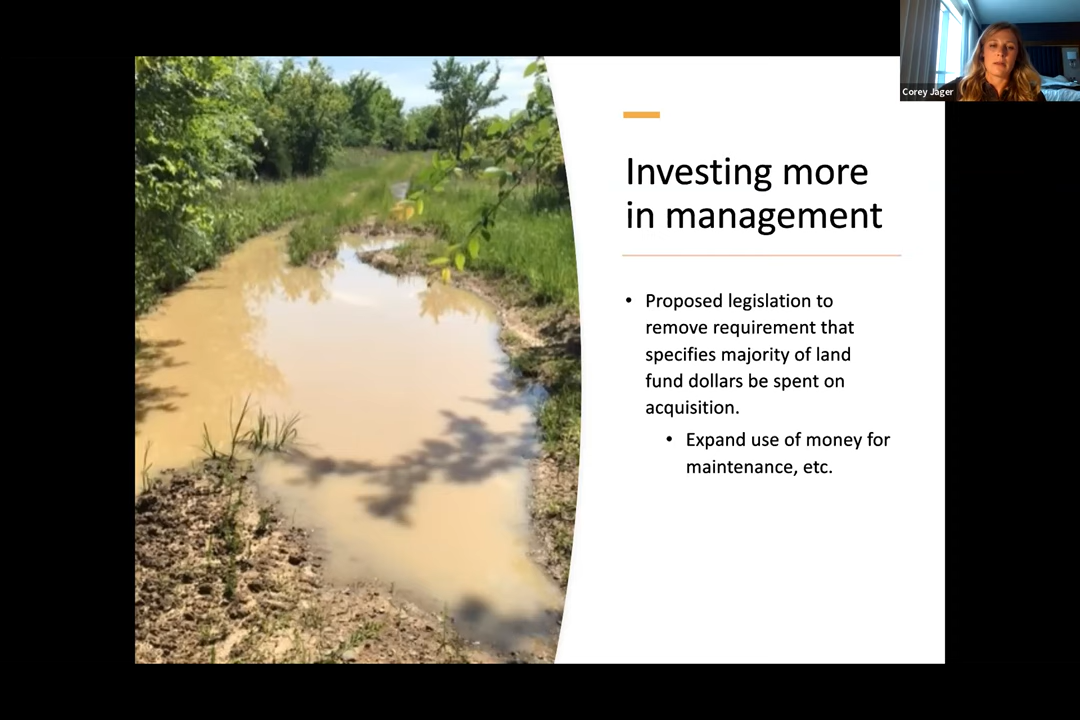 Corey Jager
Investing more
in management
• Proposed legislation to
remove requirement that
specifies majority of land
fund dollars be spent on
acquisition.
• Expand use of money for
maintenance, etc.